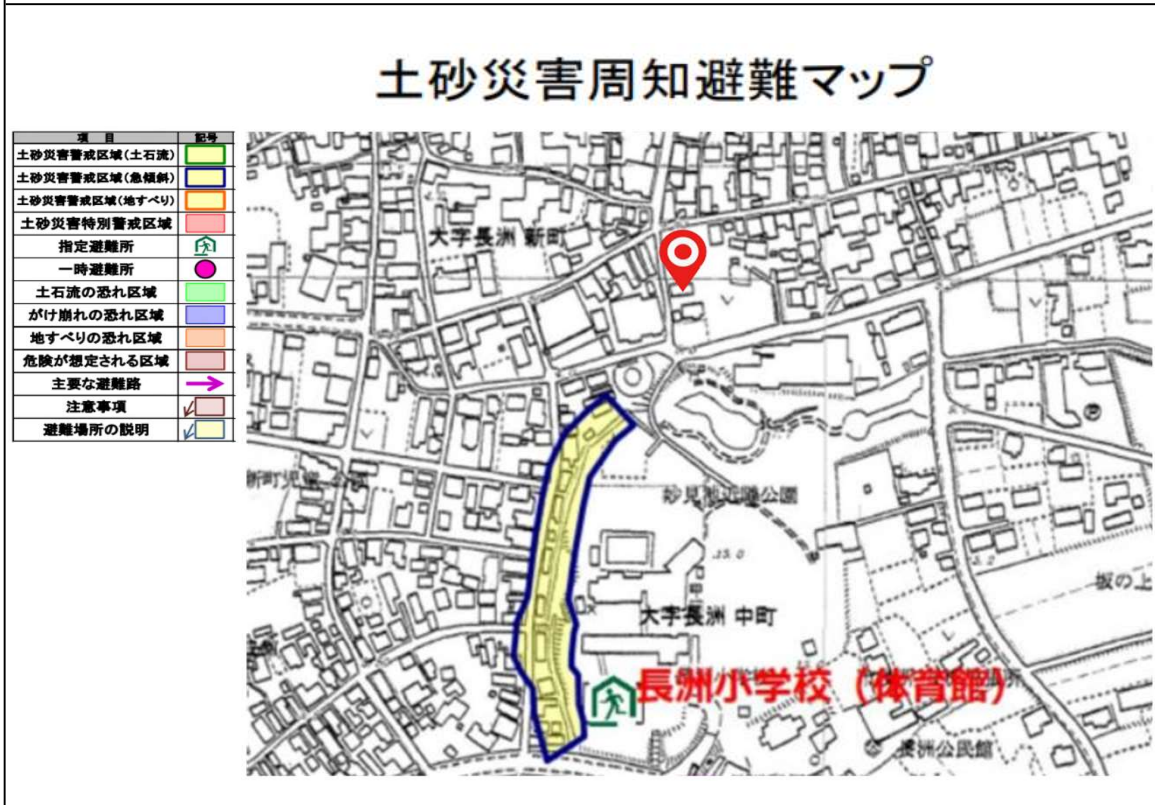 土砂災害周知避難マップ
項 目 記号
土砂災害警戒区域(土石流)
土砂災害警戒区域(急傾斜)
土砂災害警戒区域(地すべり)
土砂災害特別警戒区域
指定避難所
一時避難所
土石流の恐れ区域
がけ崩れの恐れ区域
地すべりの恐れ区域
危険が想定される区域
主要な避難路
注意事項
避難場所の説明
大字長洲 新町
妙見池近隣公園
坂の上
大字長洲 中町
長洲小学校(体育館)
長洲公民館